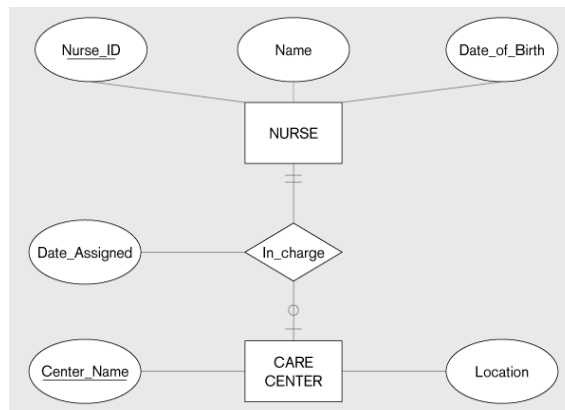 Nurse_ID
Name
Date_of_Birth
NURSE
Date_Assigned
In_charge
Center_Name
CARE
CENTER
Location